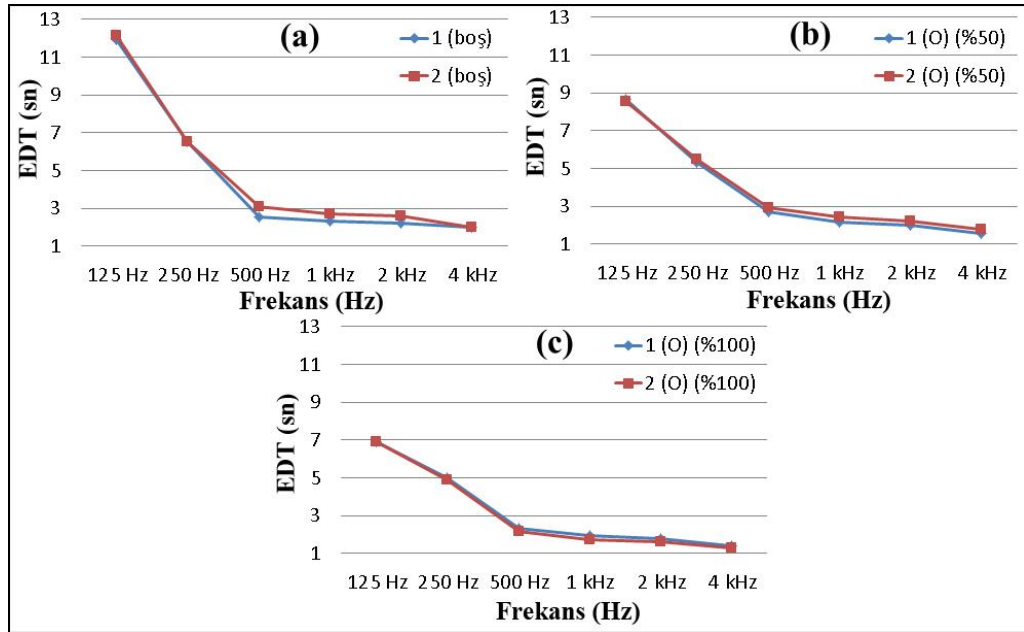 (a)
1 (boş)
2 (boş)
EDT (sn)
13
11
9
7
5
3
1
125 Hz 250 Hz 500 Hz 1 kHz 2 kHz 4 kHz
Frekans (Hz)
(b)
1 (O) (%50)
2 (O) (%50)
EDT (sn)
13
11
9
7
5
3
1
125 Hz 250 Hz 500 Hz 1 kHz 2 kHz 4 kHz
Frekans (Hz)
(c)
1 (O) (%100)
2 (O) (%100)
EDT (sn)
13
11
9
7
5
3
1
125 Hz 250 Hz 500 Hz 1 kHz 2 kHz 4 kHz
Frekans (Hz)